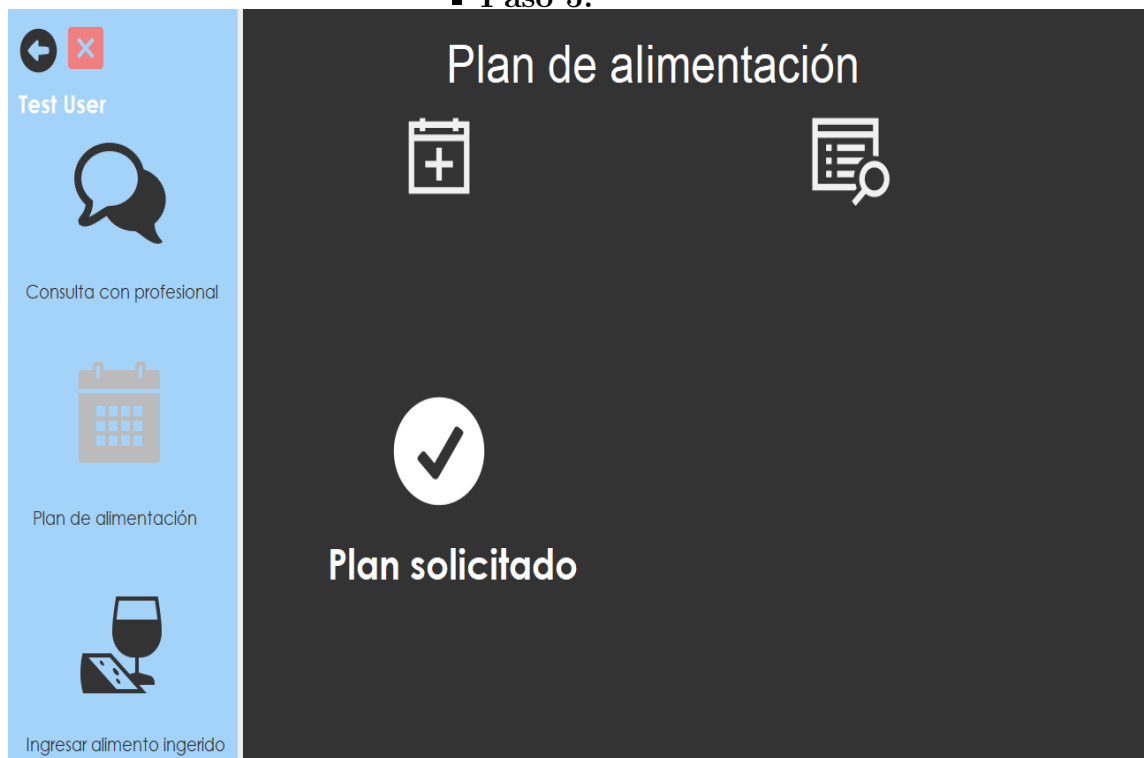 Plan de alimentación
Test User
Consulta con profesional
Plan de alimentación
Ingresar alimento ingerido
Plan solicitado